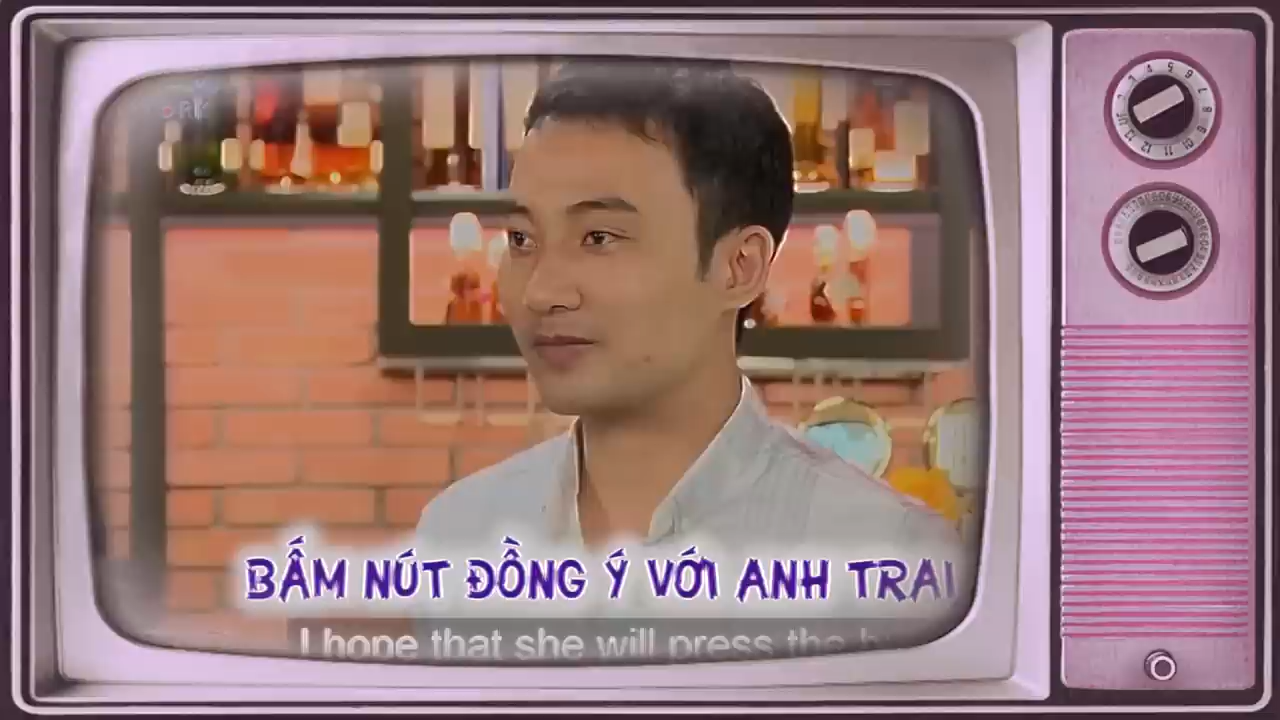 BẤM NÚT ĐỒNG Ý VỚI ANH TRAI
I hope that she will press the